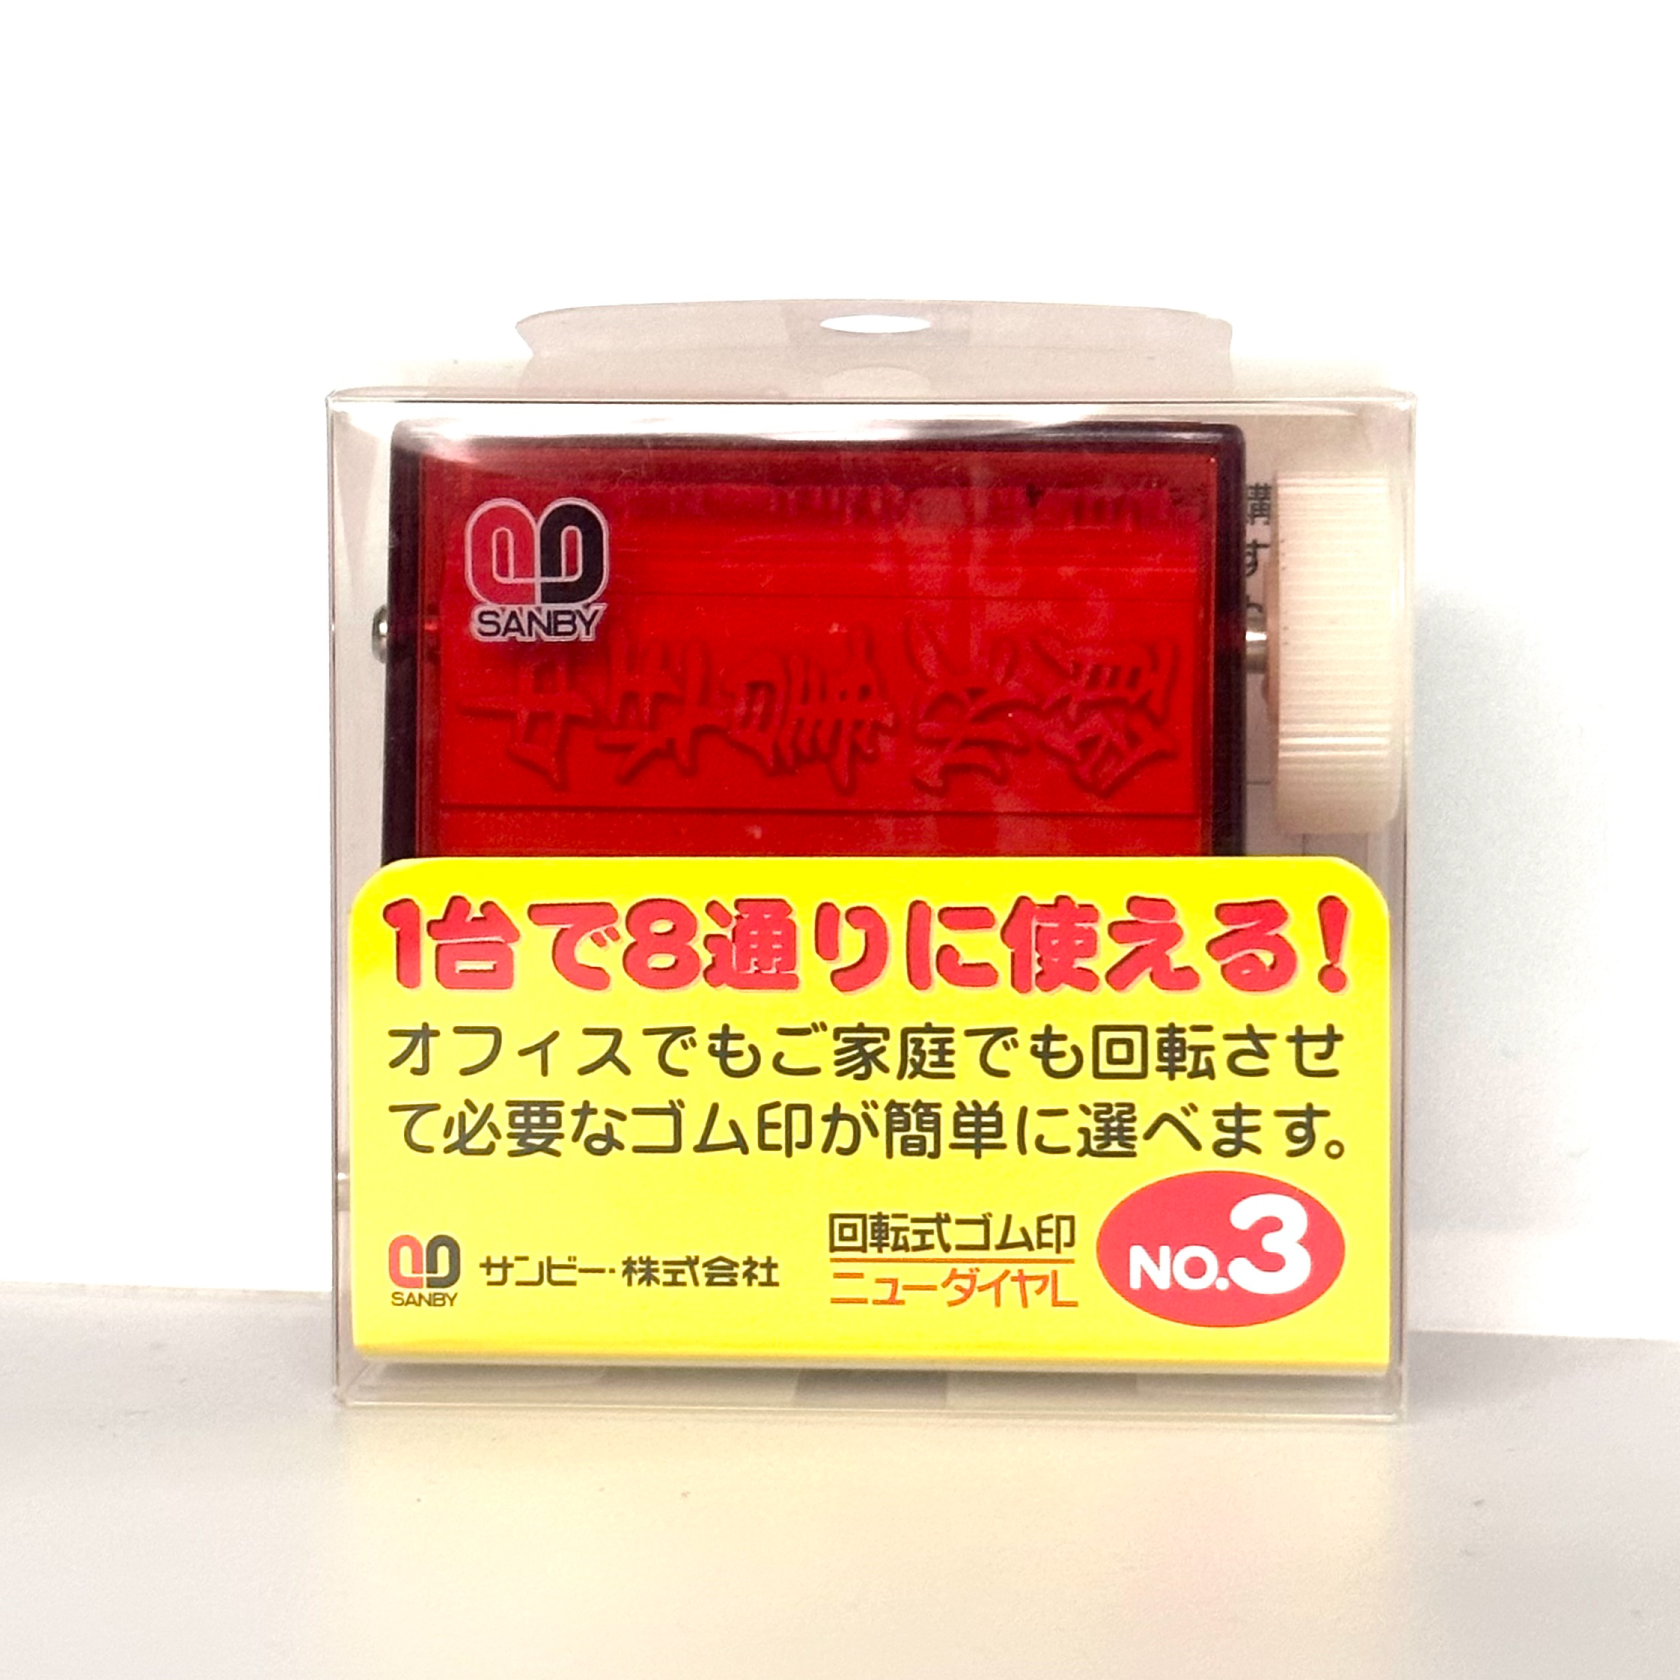 SANBY
構
す
1台で8通りに使える！
オフィスでもご家庭でも回転させ
て必要なゴム印が簡単に選べます。
SANBY サンビー・株式会社
回転式ゴム印
ニューダイヤL
NO.3